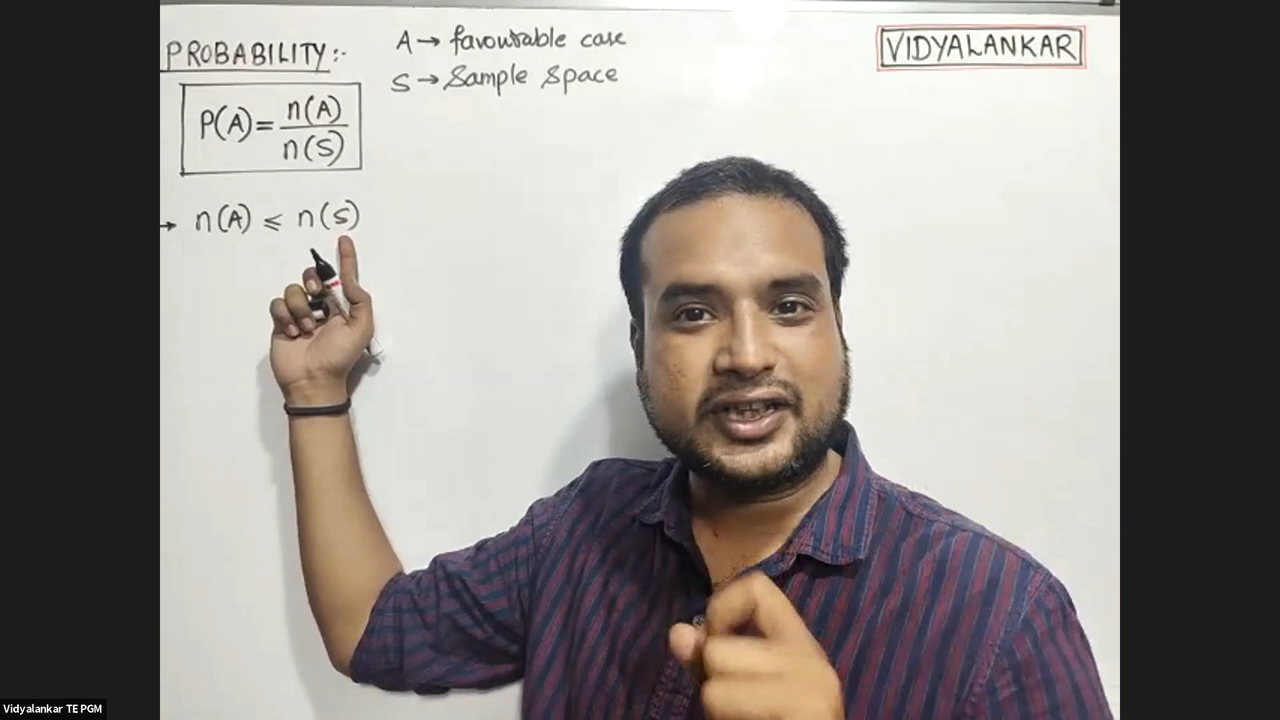 PROBABILITY :-
A → favourable case
S → Sample Space
VIDYALANKAR
P(A) = n(A) / n(S)
→ n(A) ≤ n(S)
Vidyalankar TE PGM